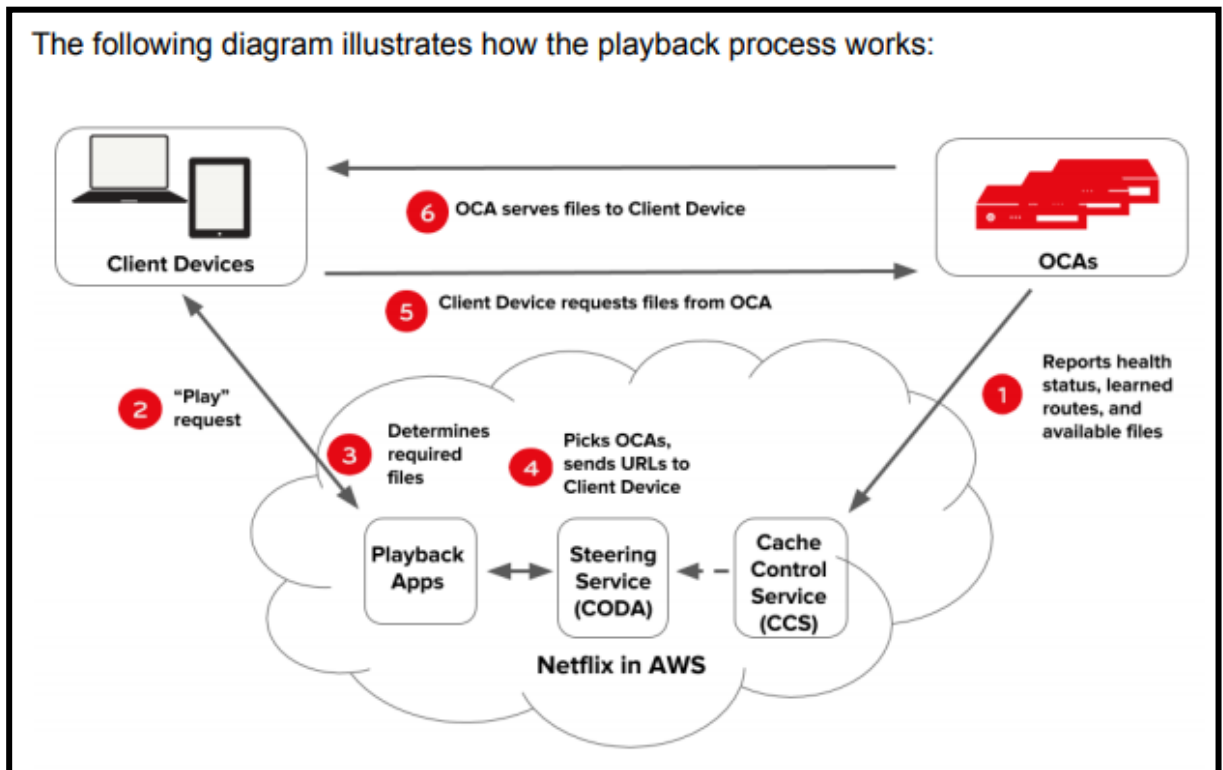 The following diagram illustrates how the playback process works:
6 OCA serves files to Client Device
Client Devices
OCAs
5 Client Device requests files from OCA
1 Reports health
status, learned
routes, and
available files
2 “Play”
request
3 Determines
required
files
4 Picks OCAs,
sends URLs to
Client Device
Playback
Apps
Steering
Service
(CODA)
Cache
Control
Service
(CCS)
Netflix in AWS